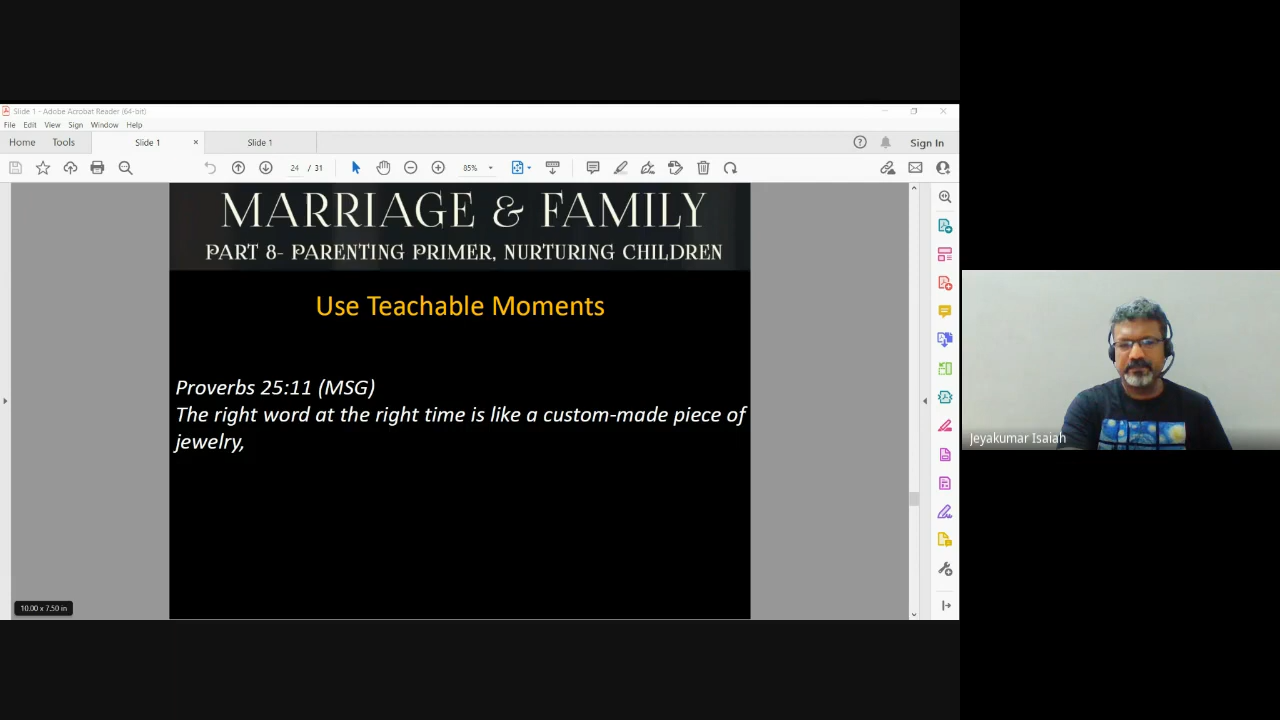 Slide 1 - Adobe Acrobat Reader (64-bit)
File Edit View Sign Window Help
Home Tools Slide 1 × Slide 1 Sign In
24 / 31 85%
MARRIAGE & FAMILY
PART 8- PARENTING PRIMER, NURTURING CHILDREN
Use Teachable Moments
Proverbs 25:11 (MSG)
The right word at the right time is like a custom-made piece of
jewelry,
10.00 x 7.50 in
Jeyakumar Isaiah